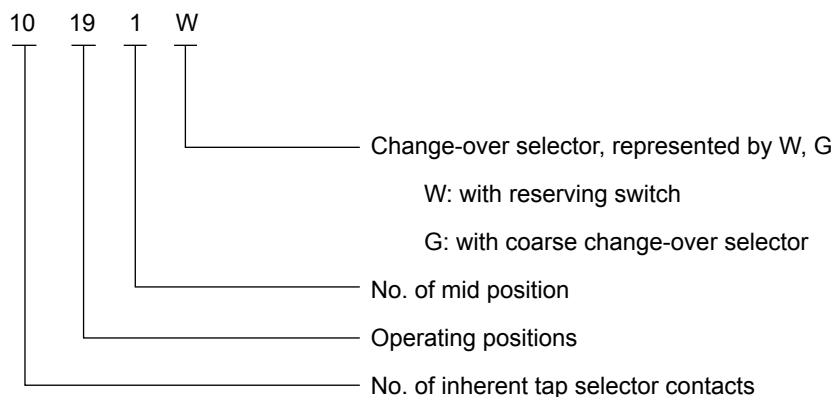 10 19 1 W
Change-over selector, represented by W, G
W: with reserving switch
G: with coarse change-over selector
No. of mid position
Operating positions
No. of inherent tap selector contacts